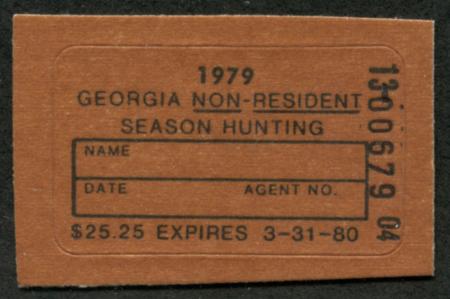 1979
GEORGIA NON-RESIDENT
SEASON HUNTING
NAME
DATE AGENT NO.
$25.25 EXPIRES 3-31-80
1300679 04